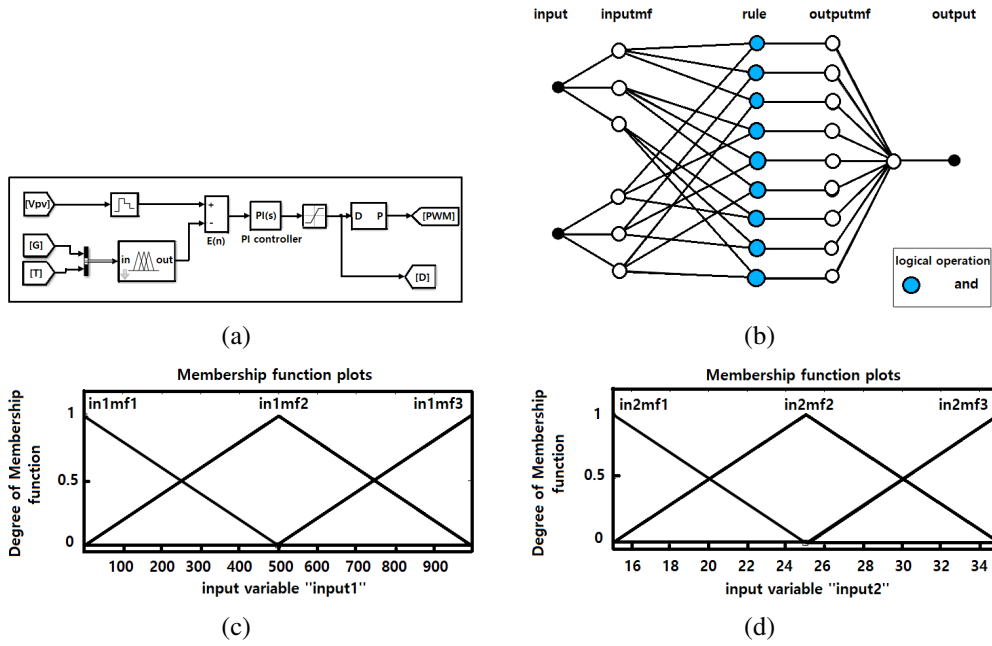 [Vpv]
+
-
E(n)
PI(s)
PI controller
D P
[PWM]
[G]
[T]
in
out
[D]
(a)
input inputmf rule outputmf output
logical operation
and
(b)
Membership function plots
in1mf1 in1mf2 in1mf3
Degree of Membership
function
1
0.5
0
100 200 300 400 500 600 700 800 900
input variable "input1"
(c)
Membership function plots
in2mf1 in2mf2 in2mf3
Degree of Membership
function
1
0.5
0
16 18 20 22 24 26 28 30 32 34
input variable "input2"
(d)